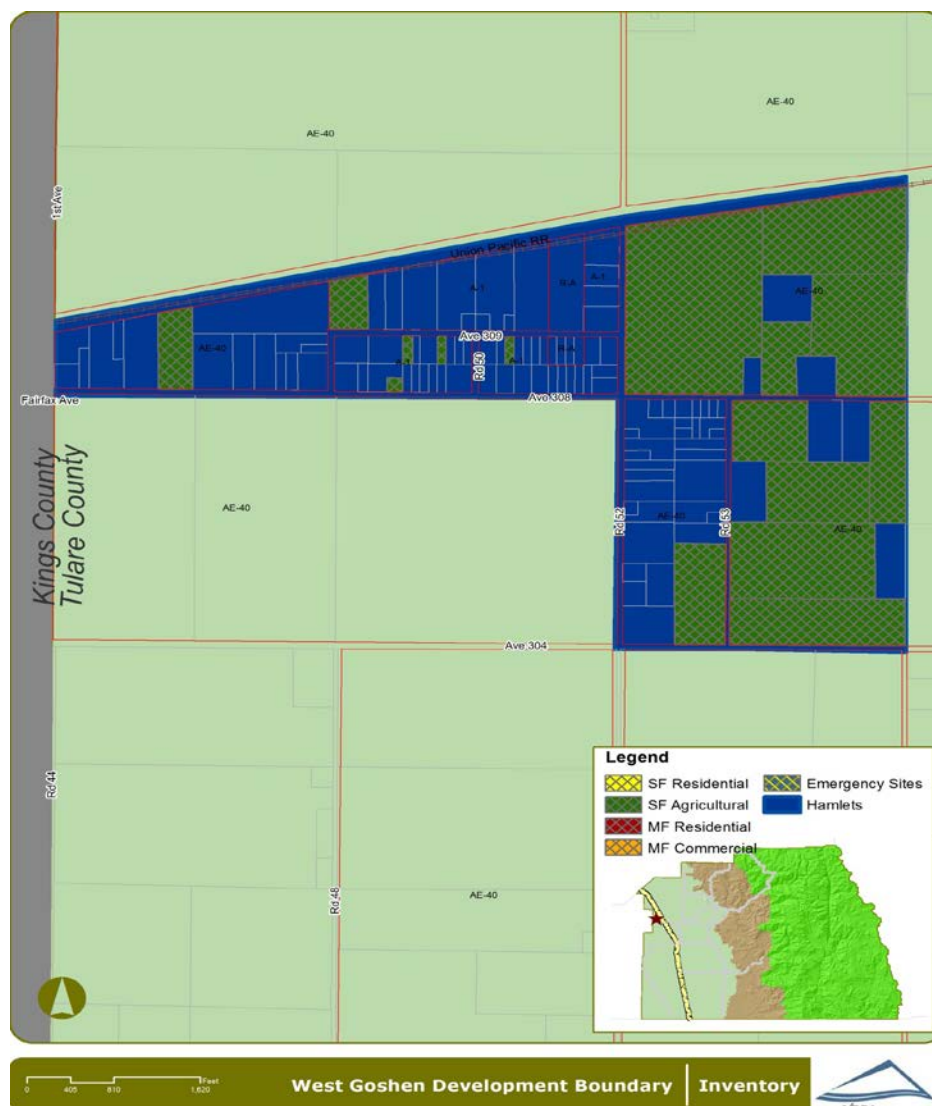 AE-40
AE-40
1st Ave
Union Pacific RR
A-1
R-A
A-1
AE-40
Ave 309
AE-40
A-1
Rd 50
A-1
R-A
Fairfax Ave
Ave 308
Kings County
Tulare County
AE-40
Rd 52
AE-40
Rd 53
AE-40
Ave 304
Rd 44
Rd 48
AE-40
Legend
SF Residential
SF Agricultural
MF Residential
MF Commercial
Emergency Sites
Hamlets
0 405 810 1,620 Feet
West Goshen Development Boundary | Inventory